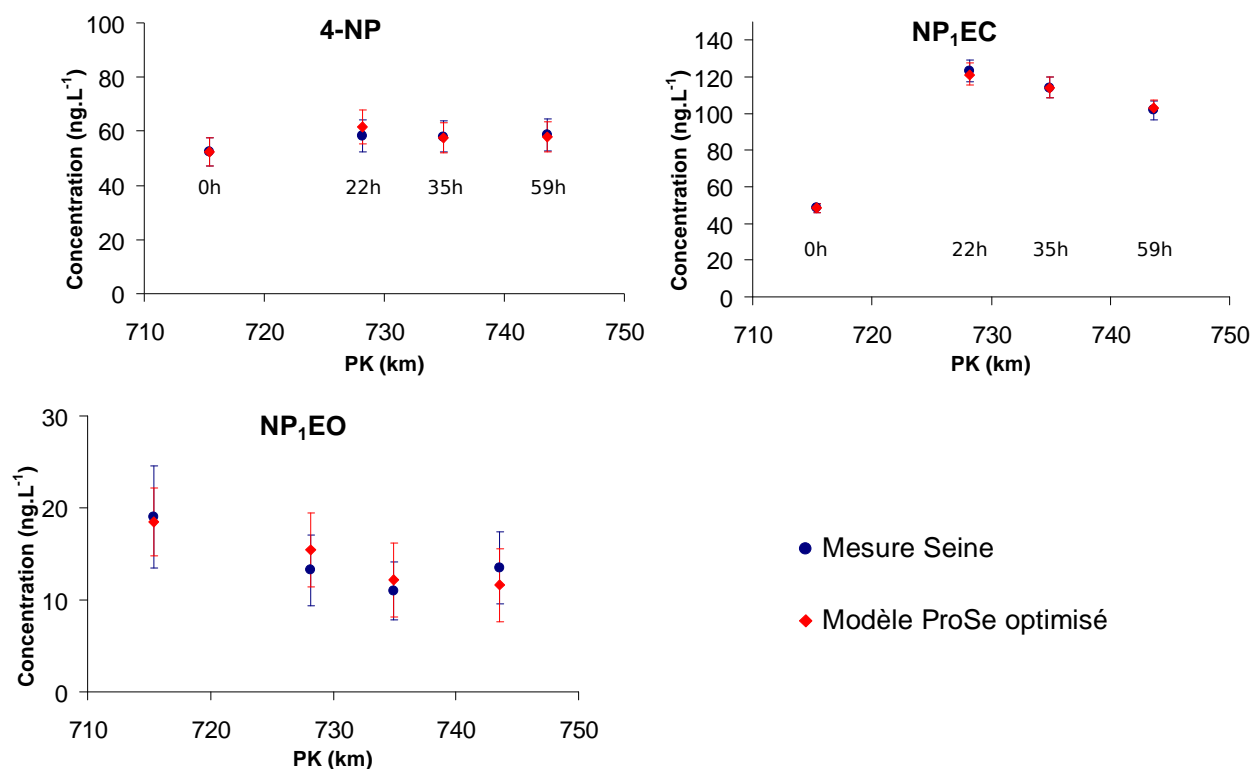 4-NP
Concentration (ng.L⁻¹)
100
80
60
40
20
0
0h 22h 35h 59h
710 720 730 740 750
PK (km)
NP₁EC
Concentration (ng.L⁻¹)
140
120
100
80
60
40
20
0
0h 22h 35h 59h
710 720 730 740 750
PK (km)
NP₁EO
Concentration (ng.L⁻¹)
30
20
10
0
710 720 730 740 750
PK (km)
Mesure Seine
Modèle ProSe optimisé